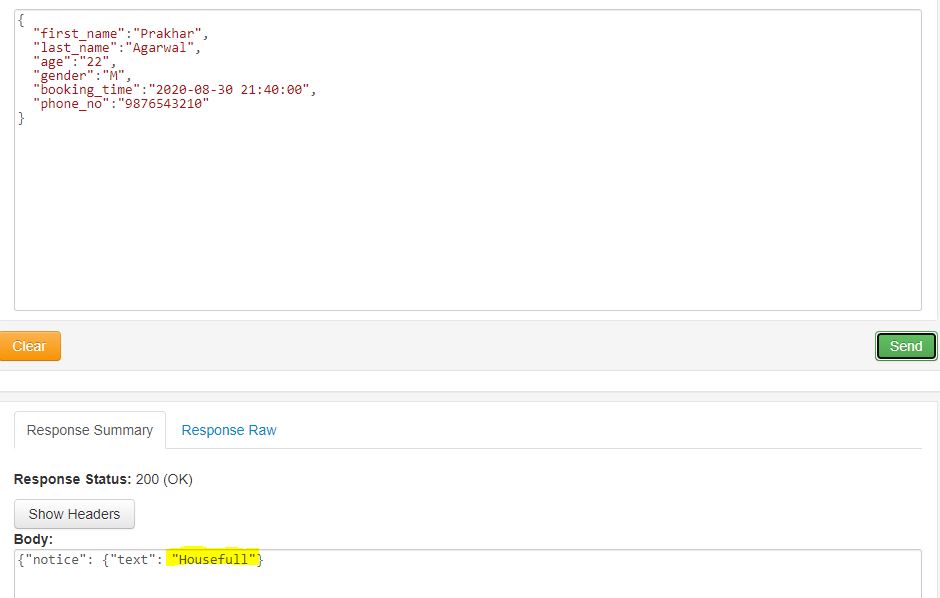 {
"first_name":"Prakhar",
"last_name":"Agarwal",
"age":"22",
"gender":"M",
"booking_time":"2020-08-30 21:40:00",
"phone_no":"9876543210"
}
Clear Send
Response Summary Response Raw
Response Status: 200 (OK)
Show Headers
Body:
{"notice": {"text": "Housefull"}